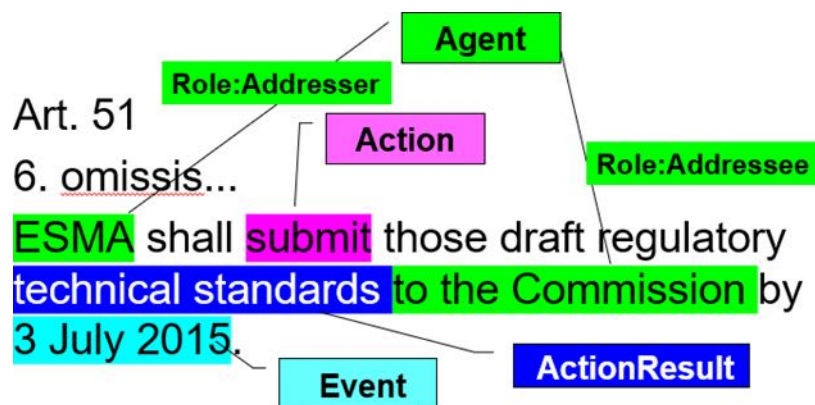 Agent
Role:Addresser
Art. 51
Action
Role:Addressee
6. omissis...
ESMA shall submit those draft regulatory
technical standards to the Commission by
3 July 2015.
ActionResult
Event